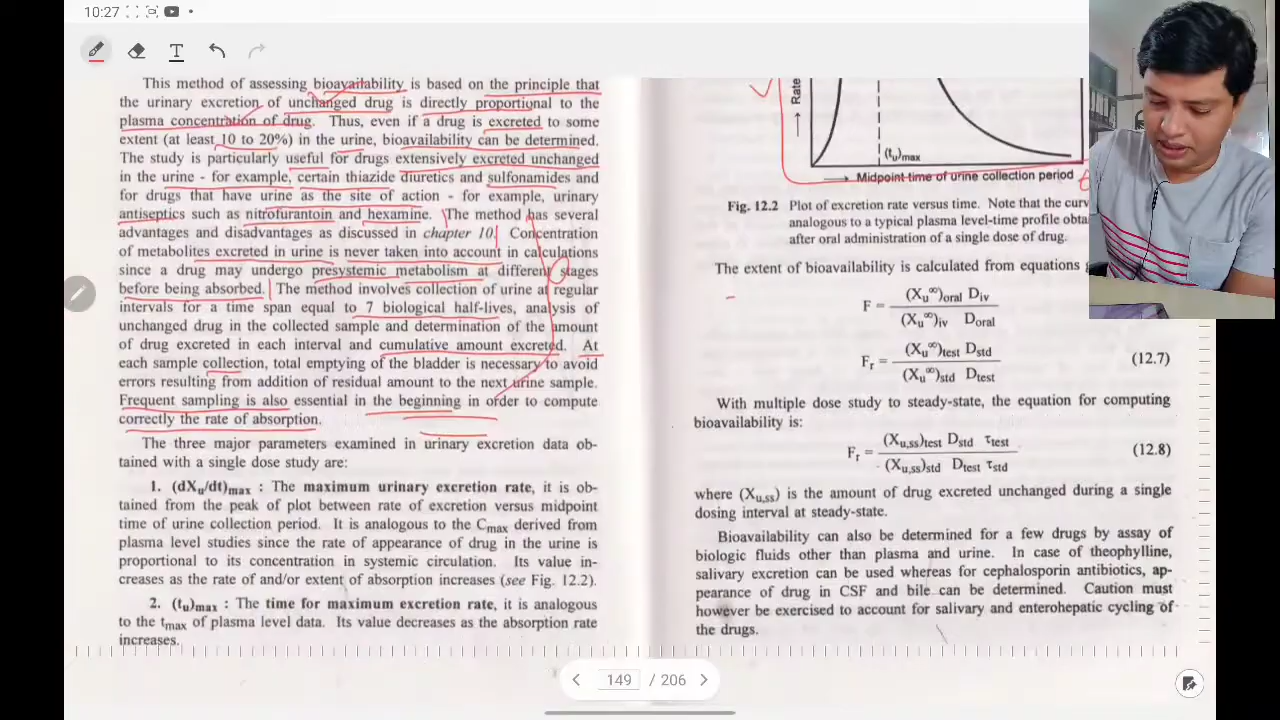 10:27
T
This method of assessing bioavailability is based on the principle that
the urinary excretion of unchanged drug is directly proportional to the
plasma concentration of drug. Thus, even if a drug is excreted to some
extent (at least 10 to 20%) in the urine, bioavailability can be determined.
The study is particularly useful for drugs extensively excreted unchanged
in the urine - for example, certain thiazide diuretics and sulfonamides and
for drugs that have urine as the site of action - for example, urinary
antiseptics such as nitrofurantoin and hexamine. The method has several
advantages and disadvantages as discussed in chapter 10. Concentration
of metabolites excreted in urine is never taken into account in calculations
since a drug may undergo presystemic metabolism at different stages
before being absorbed. The method involves collection of urine at regular
intervals for a time span equal to 7 biological half-lives, analysis of
unchanged drug in the collected sample and determination of the amount
of drug excreted in each interval and cumulative amount excreted. At
each sample collection, total emptying of the bladder is necessary to avoid
errors resulting from addition of residual amount to the next urine sample.
Frequent sampling is also essential in the beginning in order to compute
correctly the rate of absorption.
The three major parameters examined in urinary excretion data ob-
tained with a single dose study are:
1. (dXu/dt)max : The maximum urinary excretion rate, it is ob-
tained from the peak of plot between rate of excretion versus midpoint
time of urine collection period. It is analogous to the Cmax derived from
plasma level studies since the rate of appearance of drug in the urine is
proportional to its concentration in systemic circulation. Its value in-
creases as the rate of and/or extent of absorption increases (see Fig. 12.2).
2. (tu)max : The time for maximum excretion rate, it is analogous
to the tmax of plasma level data. Its value decreases as the absorption rate
increases.
→ Rate
(tu)max
→ Midpoint time of urine collection period
Fig. 12.2 Plot of excretion rate versus time. Note that the curv
analogous to a typical plasma level-time profile obta
after oral administration of a single dose of drug.
The extent of bioavailability is calculated from equations
F = (Xu∞)oral Div / (Xu∞)iv Doral
Fr = (Xu∞)test Dstd / (Xu∞)std Dtest (12.7)
With multiple dose study to steady-state, the equation for computing
bioavailability is:
Fr = (Xu,ss)test Dstd τtest / (Xu,ss)std Dtest τstd (12.8)
where (Xu,ss) is the amount of drug excreted unchanged during a single
dosing interval at steady-state.
Bioavailability can also be determined for a few drugs by assay of
biologic fluids other than plasma and urine. In case of theophylline,
salivary excretion can be used whereas for cephalosporin antibiotics, ap-
pearance of drug in CSF and bile can be determined. Caution must
however be exercised to account for salivary and enterohepatic cycling of
the drugs.
149 / 206